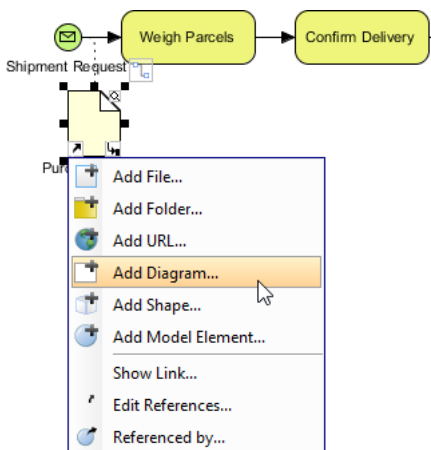 Weigh Parcels
Confirm Delivery
Shipment Request
Add File...
Add Folder...
Add URL...
Add Diagram...
Add Shape...
Add Model Element...
Show Link...
Edit References...
Referenced by...